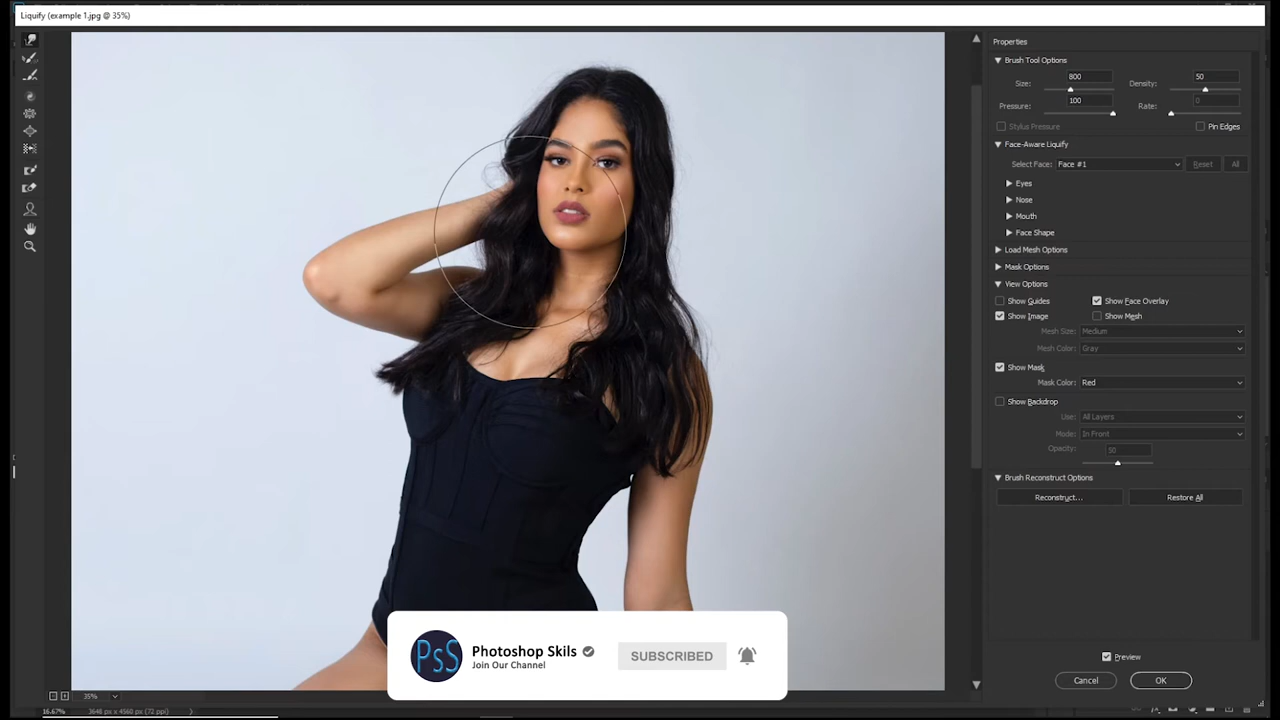 Liquify (example 1.jpg @ 35%)
Properties
Brush Tool Options
Size: 800 Density: 50
Pressure: 100 Rate: 0
Stylus Pressure Pin Edges
Face-Aware Liquify
Select Face: Face #1 Reset All
Eyes
Nose
Mouth
Face Shape
Load Mesh Options
Mask Options
View Options
Show Guides Show Face Overlay
Show Image Show Mesh
Mesh Size: Medium
Mesh Color: Gray
Show Mask
Mask Color: Red
Show Backdrop
Use: All Layers
Mode: In Front
Opacity: 50
Brush Reconstruct Options
Reconstruct... Restore All
PsS Photoshop Skils SUBSCRIBED
Join Our Channel
Preview
Cancel OK
35%
16.67% 3648 px x 4560 px (72 ppi)